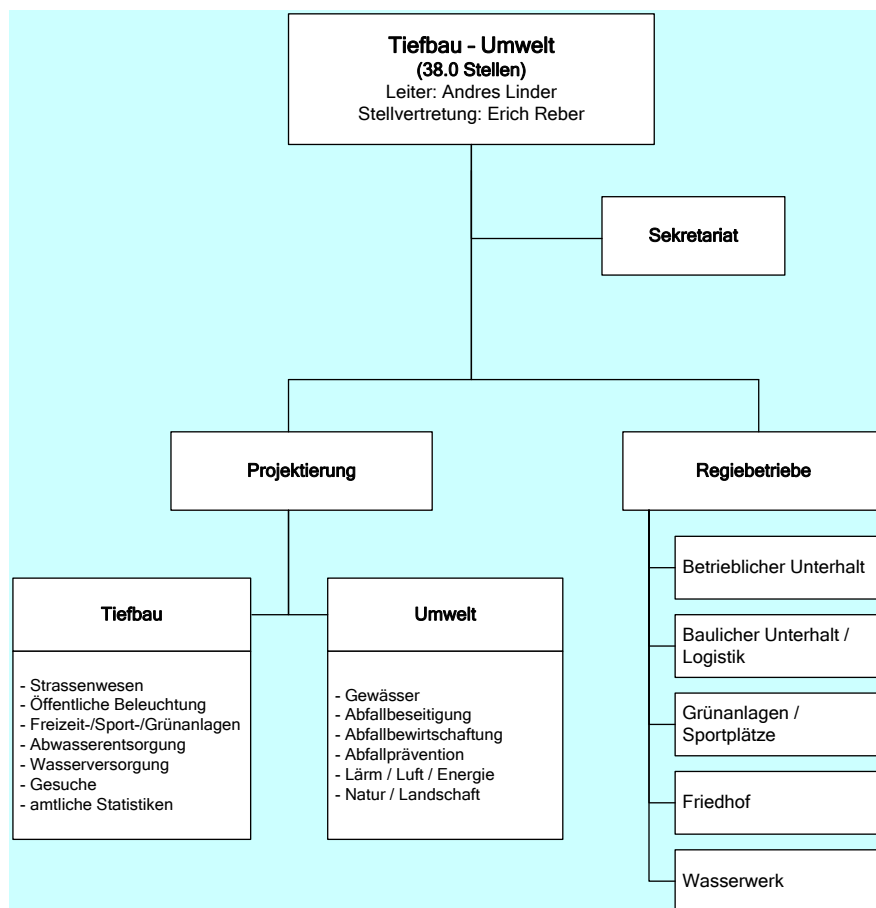 Tiefbau - Umwelt
(38.0 Stellen)
Leiter: Andres Linder
Stellvertretung: Erich Reber
Sekretariat
Projektierung
Regiebetriebe
Tiefbau
- Strassenwesen
- Öffentliche Beleuchtung
- Freizeit-/Sport-/Grünanlagen
- Abwasserentsorgung
- Wasserversorgung
- Gesuche
- amtliche Statistiken
Umwelt
- Gewässer
- Abfallbeseitigung
- Abfallbewirtschaftung
- Abfallprävention
- Lärm / Luft / Energie
- Natur / Landschaft
Betrieblicher Unterhalt
Baulicher Unterhalt /
Logistik
Grünanlagen /
Sportplätze
Friedhof
Wasserwerk